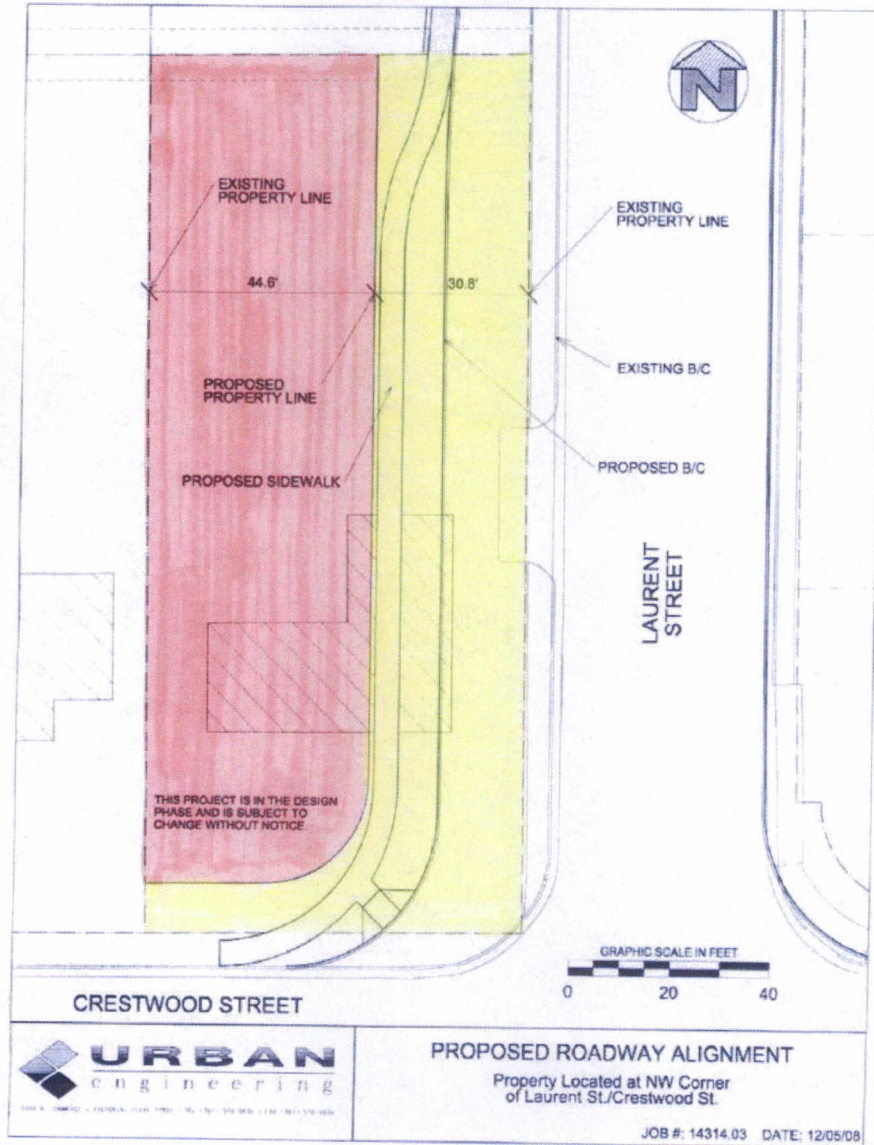 N
EXISTING
PROPERTY LINE
EXISTING
PROPERTY LINE
44.6'
30.8'
EXISTING B/C
PROPOSED
PROPERTY LINE
PROPOSED B/C
PROPOSED SIDEWALK
LAURENT
STREET
THIS PROJECT IS IN THE DESIGN
PHASE AND IS SUBJECT TO
CHANGE WITHOUT NOTICE.
GRAPHIC SCALE IN FEET
0 20 40
CRESTWOOD STREET
URBAN
engineering
PROPOSED ROADWAY ALIGNMENT
Property Located at NW Corner
of Laurent St./Crestwood St.
JOB #: 14314.03 DATE: 12/05/08